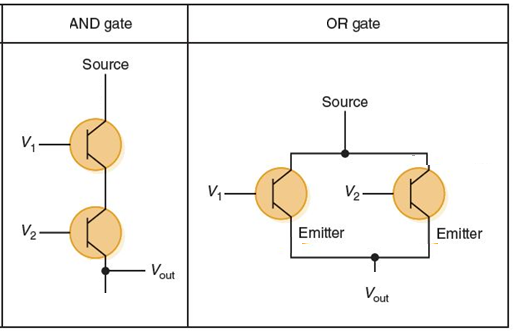 AND gate
OR gate
Source
V1
V2
Vout
Source
V1
V2
Emitter
Emitter
Vout